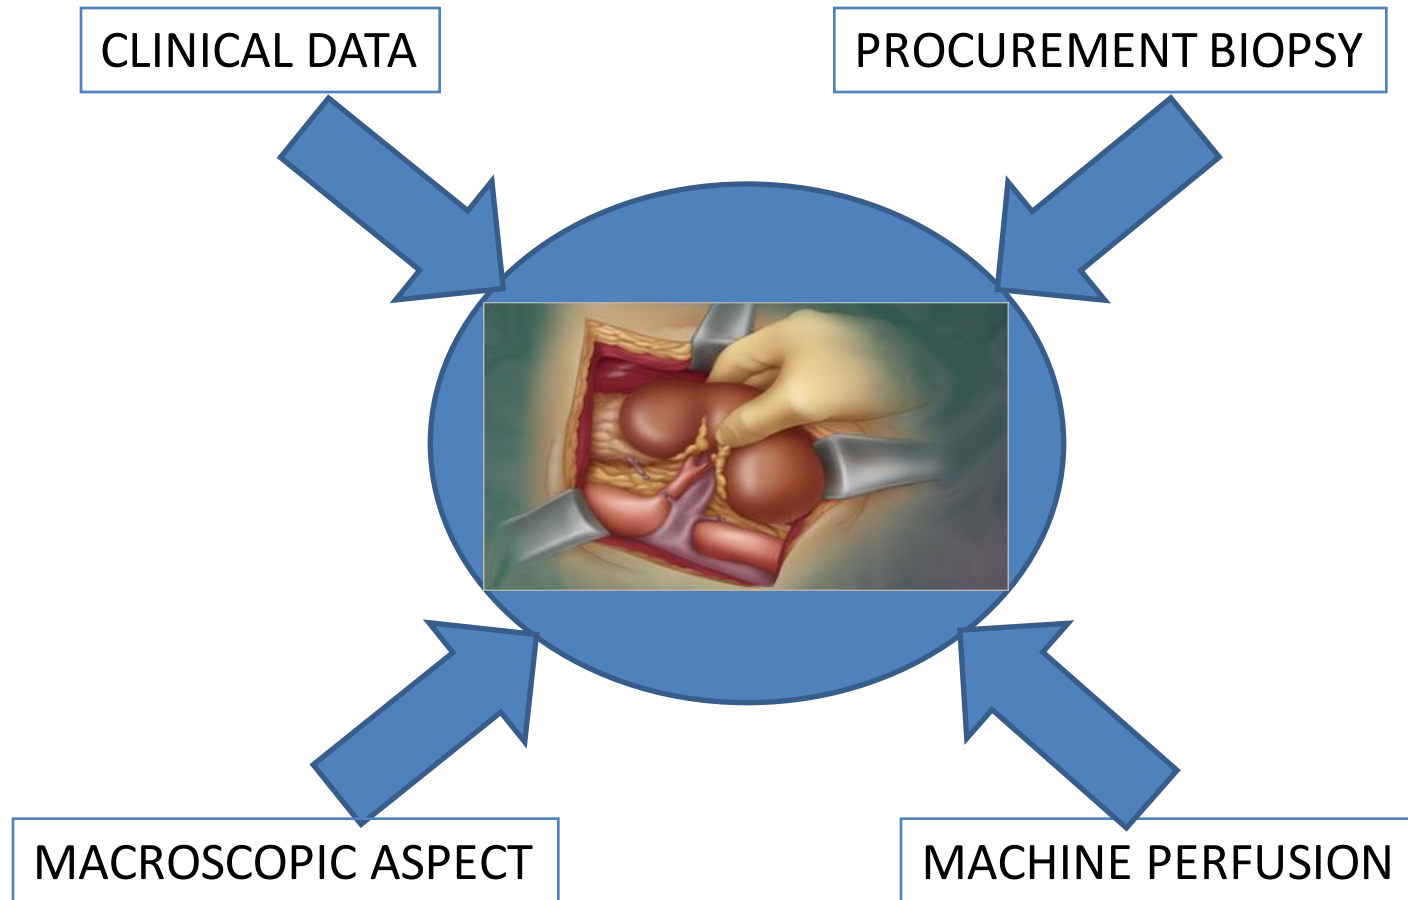 CLINICAL DATA
PROCUREMENT BIOPSY
MACROSCOPIC ASPECT
MACHINE PERFUSION